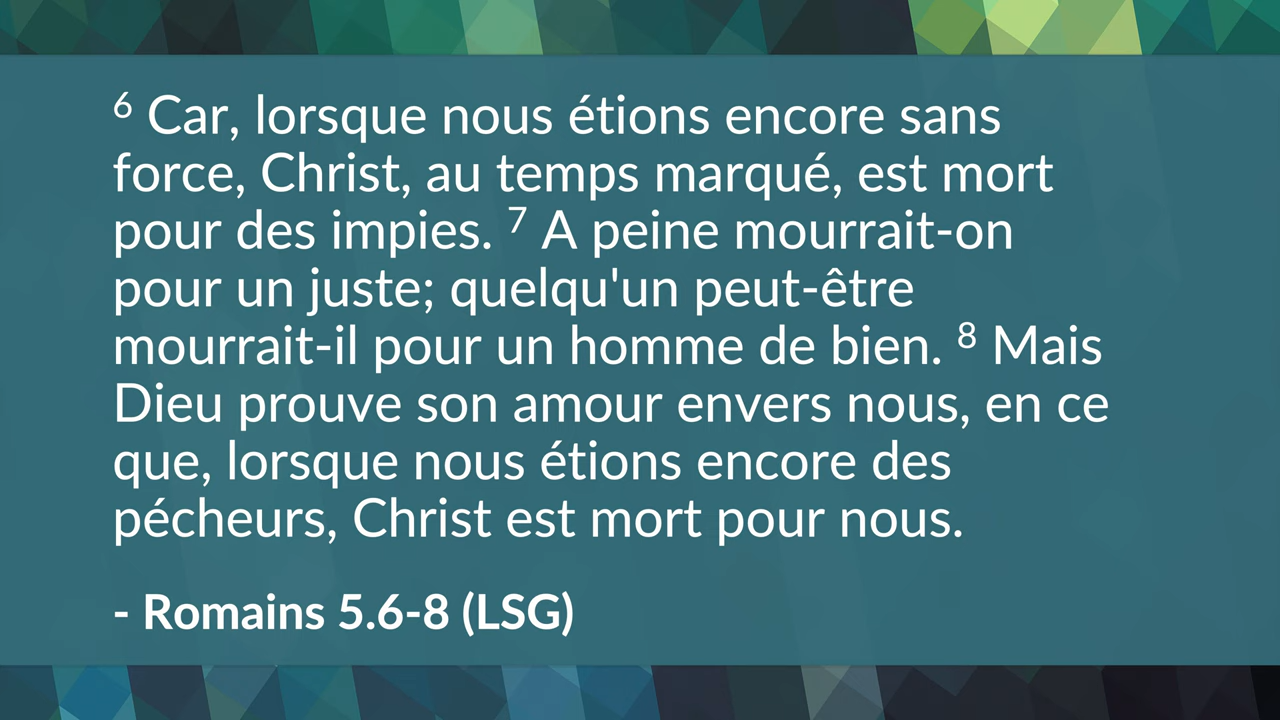 6 Car, lorsque nous étions encore sans
force, Christ, au temps marqué, est mort
pour des impies. 7 A peine mourrait-on
pour un juste; quelqu'un peut-être
mourrait-il pour un homme de bien. 8 Mais
Dieu prouve son amour envers nous, en ce
que, lorsque nous étions encore des
pécheurs, Christ est mort pour nous.
- Romains 5.6-8 (LSG)